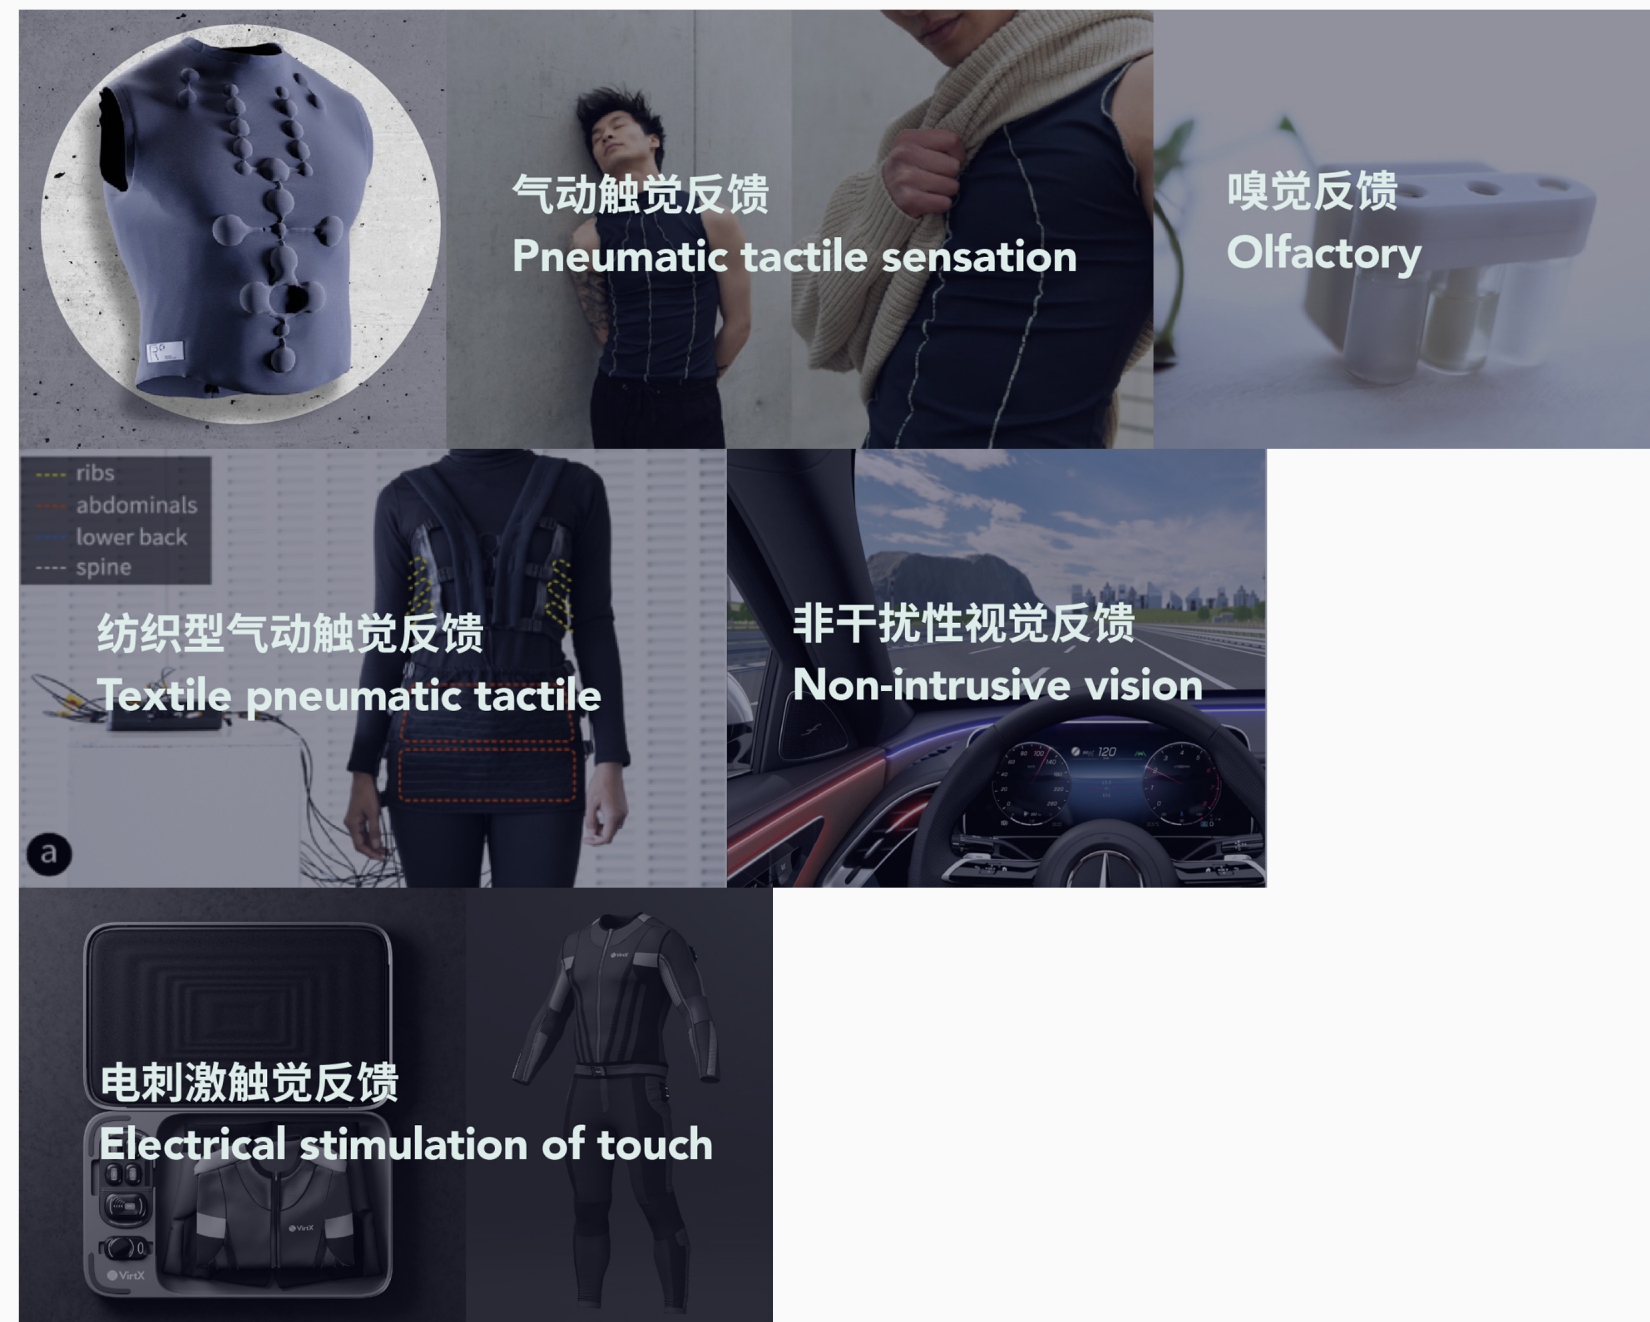 气动触觉反馈
Pneumatic tactile sensation
嗅觉反馈
Olfactory
ribs
abdominals
lower back
spine
纺织型气动触觉反馈
Textile pneumatic tactile
a
非干扰性视觉反馈
Non-intrusive vision
120
电刺激触觉反馈
Electrical stimulation of touch
VirtX
VirtX
VirtX